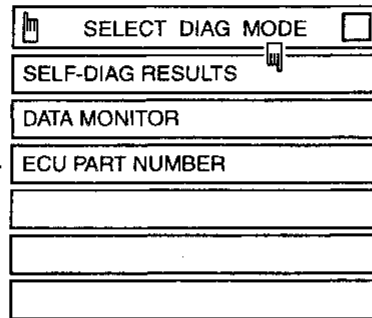 SELECT DIAG MODE
SELF-DIAG RESULTS
DATA MONITOR
ECU PART NUMBER